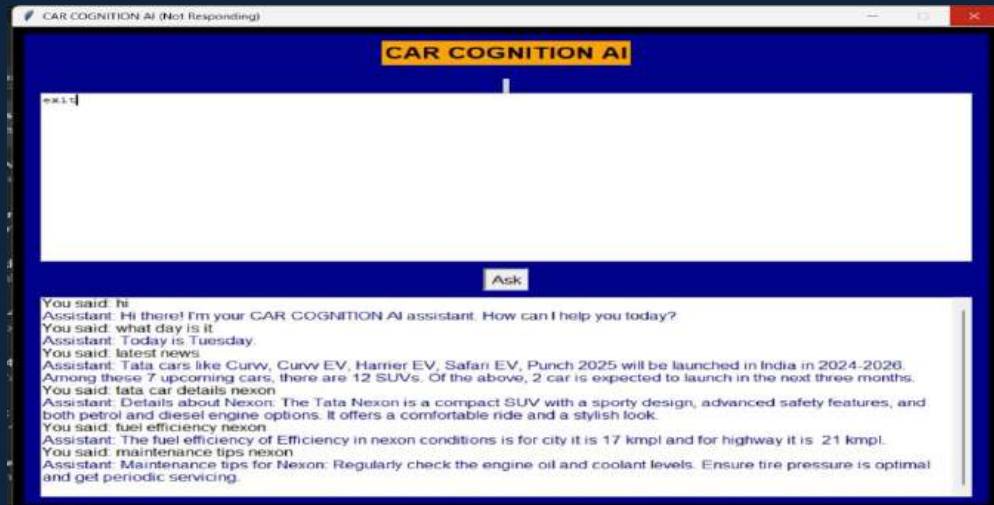 CAR COGNITION AI (Not Responding)
CAR COGNITION AI
exit
Ask
You said: hi
Assistant: Hi there! I'm your CAR COGNITION AI assistant. How can I help you today?
You said: what day is it
Assistant: Today is Tuesday.
You said: latest news
Assistant: Tata cars like Curvv, Curvv EV, Harrier EV, Safari EV, Punch 2025 will be launched in India in 2024-2026.
Among these 7 upcoming cars, there are 12 SUVs. Of the above, 2 car is expected to launch in the next three months.
You said: tata car details nexon
Assistant: Details about Nexon: The Tata Nexon is a compact SUV with a sporty design, advanced safety features, and
both petrol and diesel engine options. It offers a comfortable ride and a stylish look.
You said: fuel efficiency nexon
Assistant: The fuel efficiency of Efficiency in nexon conditions is for city it is 17 kmpl and for highway it is 21 kmpl.
You said: maintenance tips nexon
Assistant: Maintenance tips for Nexon: Regularly check the engine oil and coolant levels. Ensure tire pressure is optimal
and get periodic servicing.